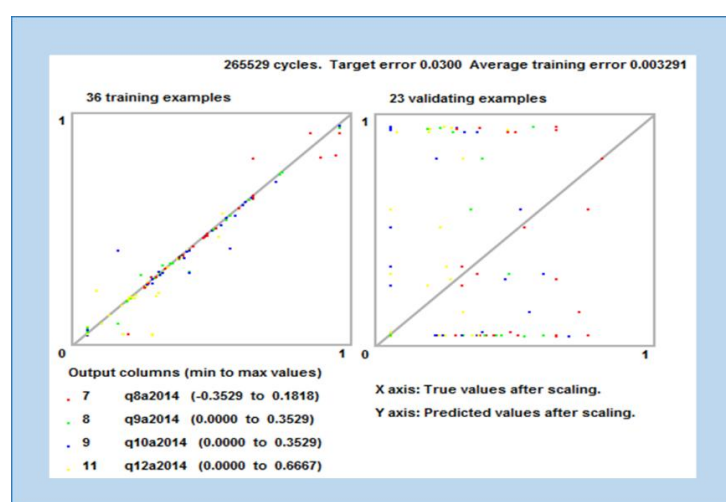 265529 cycles. Target error 0.0300 Average training error 0.003291
36 training examples
23 validating examples
1
1
0
1
0
1
Output columns (min to max values)
7 q8a2014 (-0.3529 to 0.1818)
8 q9a2014 (0.0000 to 0.3529)
9 q10a2014 (0.0000 to 0.3529)
11 q12a2014 (0.0000 to 0.6667)
X axis: True values after scaling.
Y axis: Predicted values after scaling.